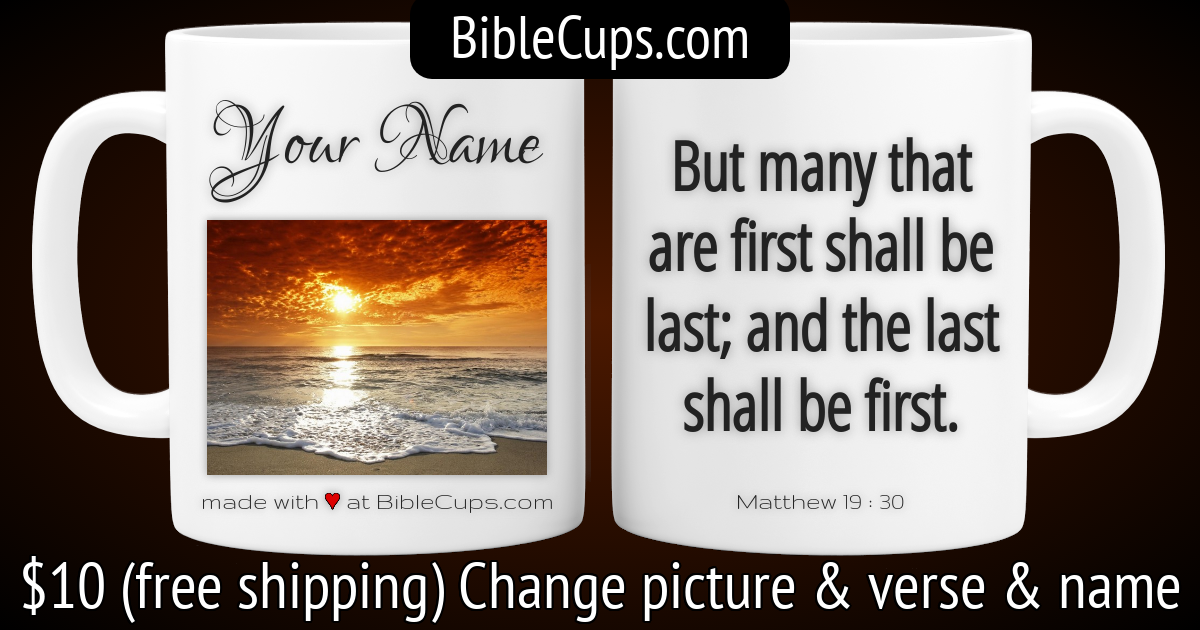 BibleCups.com
Your Name
made with ♥ at BibleCups.com
But many that
are first shall be
last; and the last
shall be first.
Matthew 19 : 30
$10 (free shipping) Change picture & verse & name